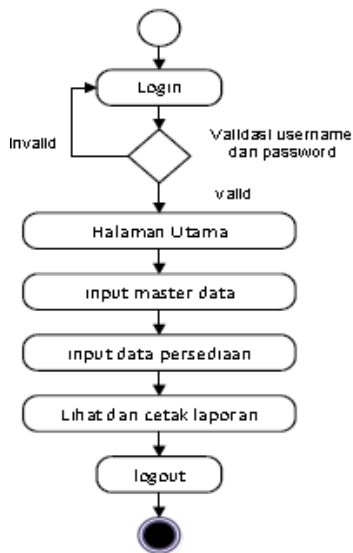 Login
Invalid
Validasi username
dan password
valid
Halaman Utama
Input master data
Input data persediaan
Lihat dan cetak laporan
logout